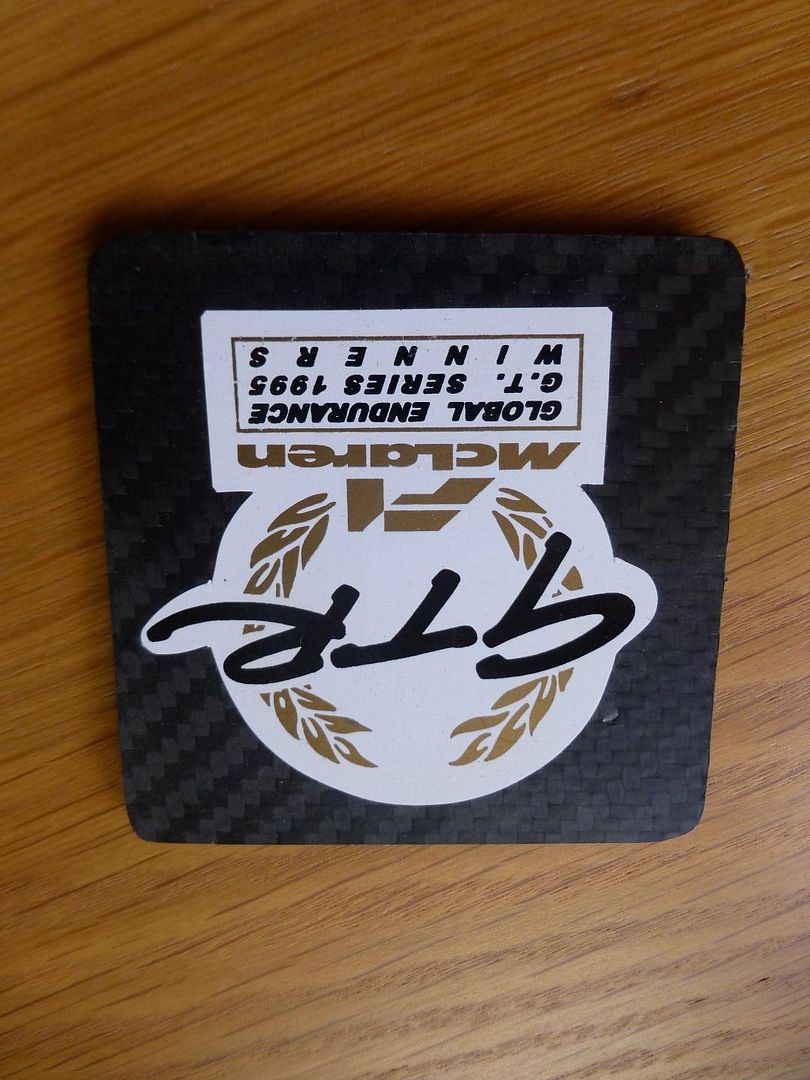 GTR
F1
McLaren
GLOBAL ENDURANCE
G.T. SERIES 1995
WINNERS